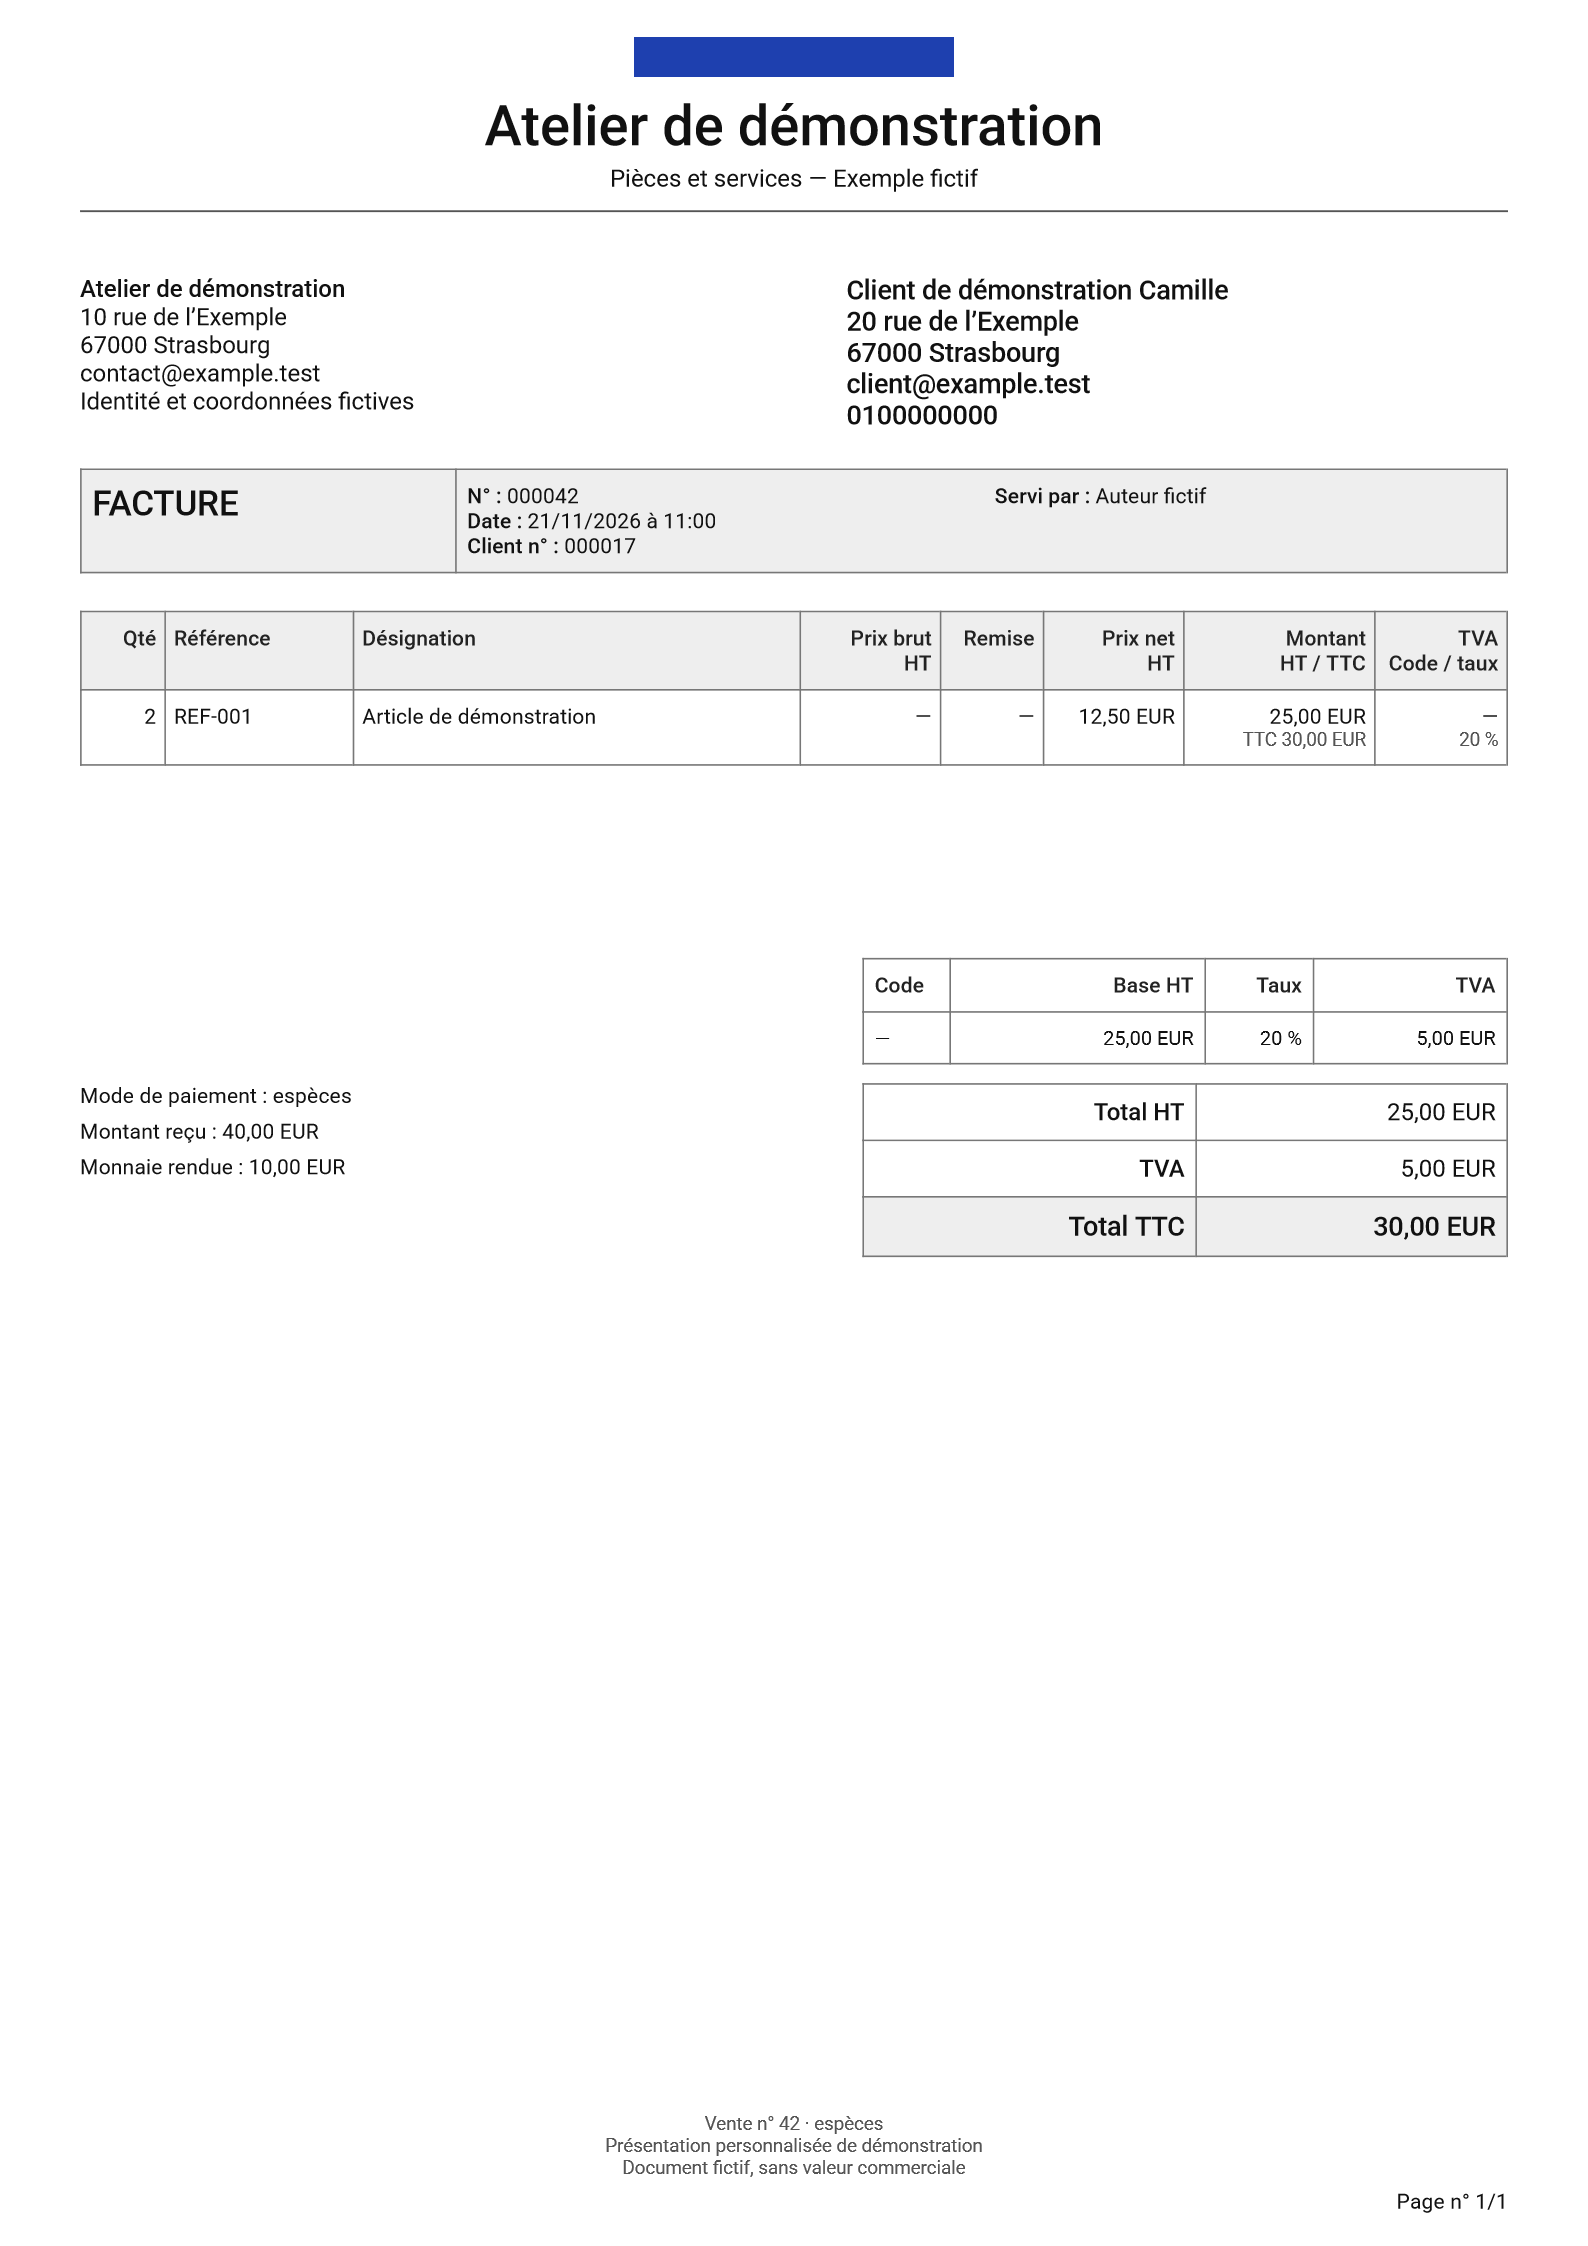 Atelier de démonstration
Pièces et services — Exemple fictif
Atelier de démonstration
10 rue de l’Exemple
67000 Strasbourg
contact@example.test
Identité et coordonnées fictives
Client de démonstration Camille
20 rue de l’Exemple
67000 Strasbourg
client@example.test
0100000000
FACTURE
N° : 000042
Date : 21/11/2026 à 11:00
Client n° : 000017
Servi par : Auteur fictif
Qté Référence Désignation Prix brut HT Remise Prix net HT Montant HT / TTC TVA Code / taux
2 REF-001 Article de démonstration — — 12,50 EUR 25,00 EUR —
TTC 30,00 EUR 20 %
Code Base HT Taux TVA
— 25,00 EUR 20 % 5,00 EUR
Mode de paiement : espèces
Montant reçu : 40,00 EUR
Monnaie rendue : 10,00 EUR
Total HT 25,00 EUR
TVA 5,00 EUR
Total TTC 30,00 EUR
Vente n° 42 · espèces
Présentation personnalisée de démonstration
Document fictif, sans valeur commerciale
Page n° 1/1